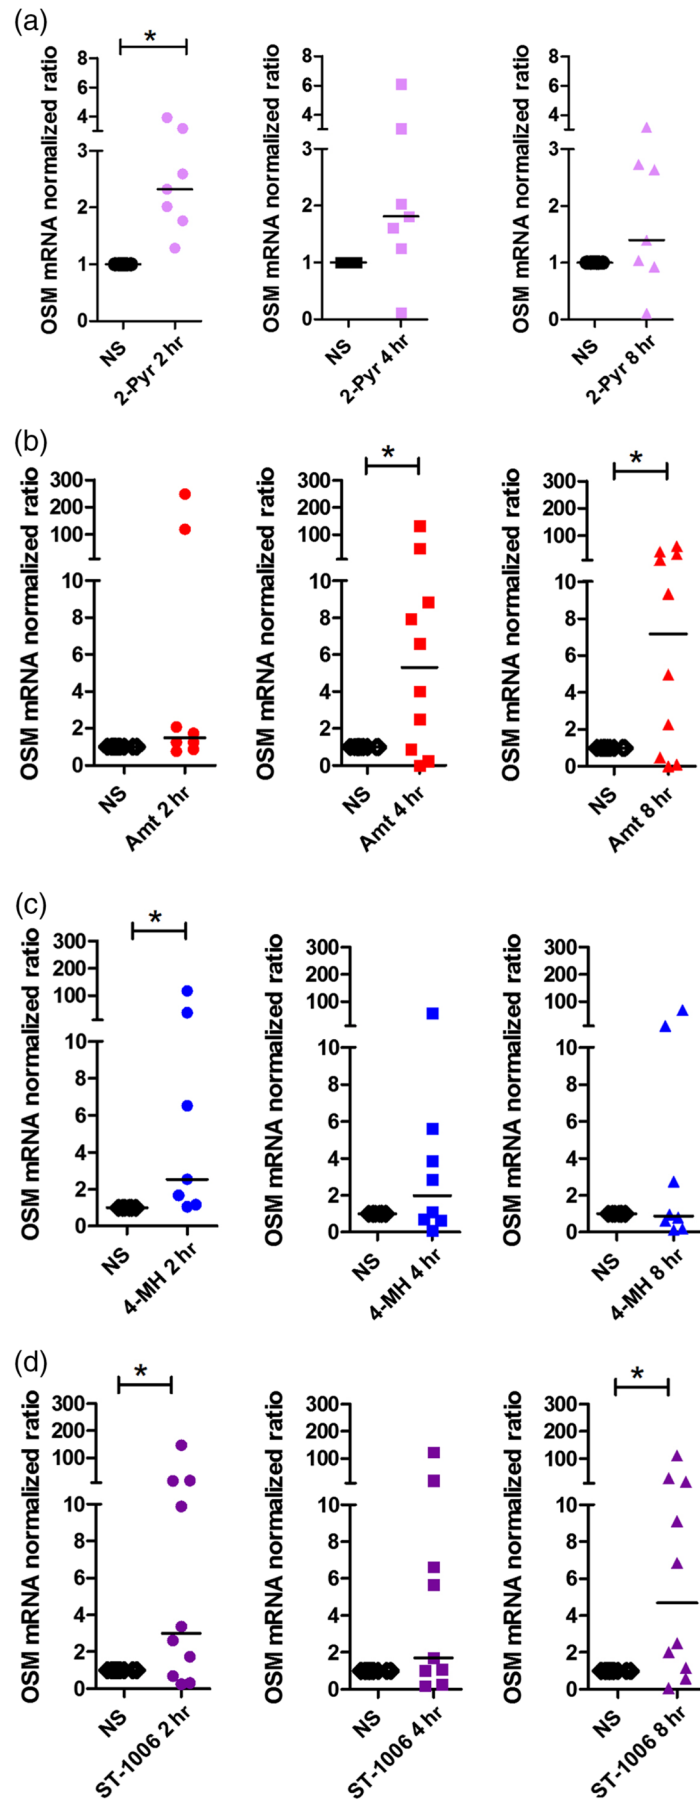 (a)
*
OSM mRNA normalized ratio
8
6
4
3
2
1
0
NS
2-Pyr 2 hr
OSM mRNA normalized ratio
8
6
4
3
2
1
0
NS
2-Pyr 4 hr
OSM mRNA normalized ratio
8
6
4
3
2
1
0
NS
2-Pyr 8 hr
(b)
OSM mRNA normalized ratio
300
200
100
10
8
6
4
2
0
NS
Amt 2 hr
*
OSM mRNA normalized ratio
300
200
100
10
8
6
4
2
0
NS
Amt 4 hr
*
OSM mRNA normalized ratio
300
200
100
10
8
6
4
2
0
NS
Amt 8 hr
(c)
*
OSM mRNA normalized ratio
300
200
100
10
8
6
4
2
0
NS
4-MH 2 hr
OSM mRNA normalized ratio
300
200
100
10
8
6
4
2
0
NS
4-MH 4 hr
OSM mRNA normalized ratio
300
200
100
10
8
6
4
2
0
NS
4-MH 8 hr
(d)
*
OSM mRNA normalized ratio
300
200
100
10
8
6
4
2
0
NS
ST-1006 2 hr
OSM mRNA normalized ratio
300
200
100
10
8
6
4
2
0
NS
ST-1006 4 hr
*
OSM mRNA normalized ratio
300
200
100
10
8
6
4
2
0
NS
ST-1006 8 hr